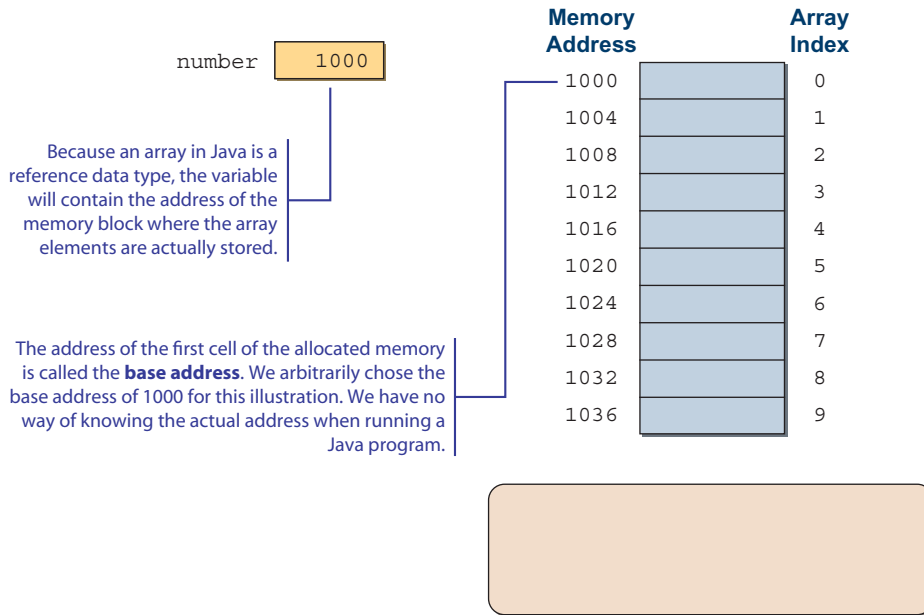 number 1000
Because an array in Java is a
reference data type, the variable
will contain the address of the
memory block where the array
elements are actually stored.
The address of the first cell of the allocated memory
is called the base address. We arbitrarily chose the
base address of 1000 for this illustration. We have no
way of knowing the actual address when running a
Java program.
Memory Array
Address Index
1000 0
1004 1
1008 2
1012 3
1016 4
1020 5
1024 6
1028 7
1032 8
1036 9